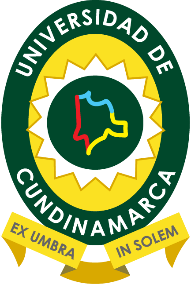 UNIVERSIDAD DE
CUNDINAMARCA
EX UMBRA IN SOLEM